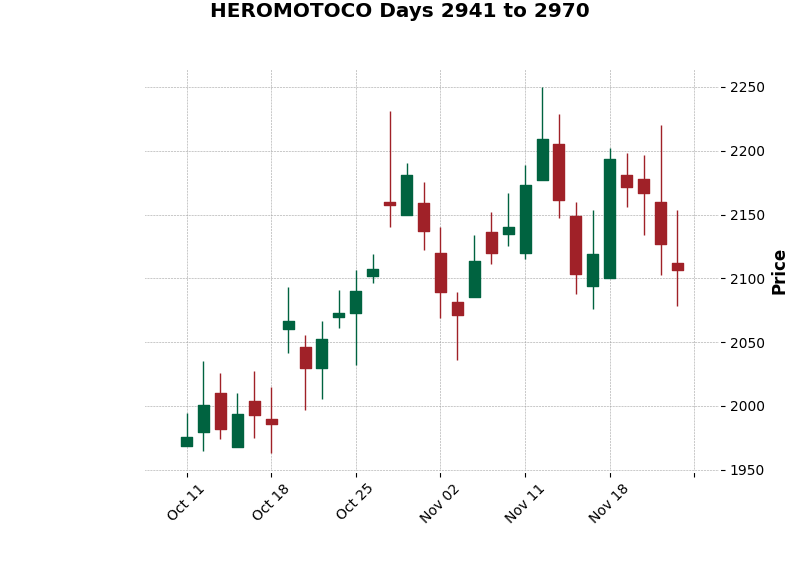 HEROMOTOCO Days 2941 to 2970
2250
2200
2150
2100
2050
2000
1950
Price
Oct 11
Oct 18
Oct 25
Nov 02
Nov 11
Nov 18